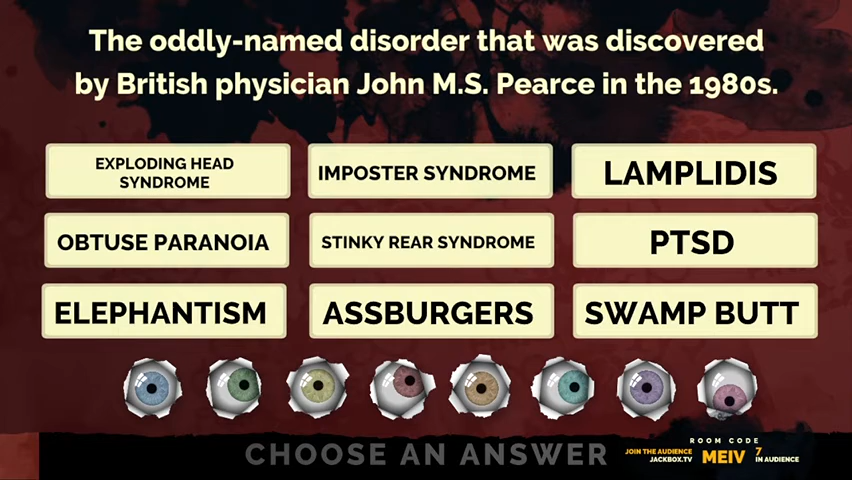 The oddly-named disorder that was discovered
by British physician John M.S. Pearce in the 1980s.
EXPLODING HEAD
SYNDROME
IMPOSTER SYNDROME
LAMPLIDIS
OBTUSE PARANOIA
STINKY REAR SYNDROME
PTSD
ELEPHANTISM
ASSBURGERS
SWAMP BUTT
CHOOSE AN ANSWER
ROOM CODE
JOIN THE AUDIENCE
JACKBOX.TV
MEIV
7
IN AUDIENCE